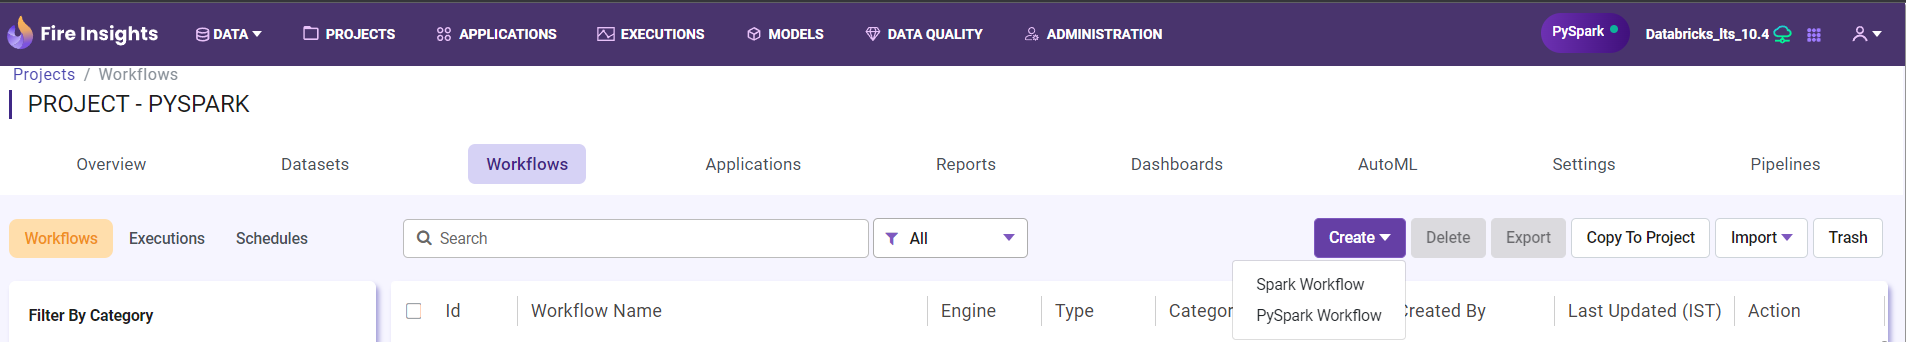 Fire Insights DATA PROJECTS APPLICATIONS EXECUTIONS MODELS DATA QUALITY ADMINISTRATION PySpark Databricks_lts_10.4
Projects / Workflows
PROJECT - PYSPARK
Overview Datasets Workflows Applications Reports Dashboards AutoML Settings Pipelines
Workflows Executions Schedules Search All Create Delete Export Copy To Project Import Trash
Spark Workflow
PySpark Workflow
Filter By Category
Id Workflow Name Engine Type Categor Created By Last Updated (IST) Action